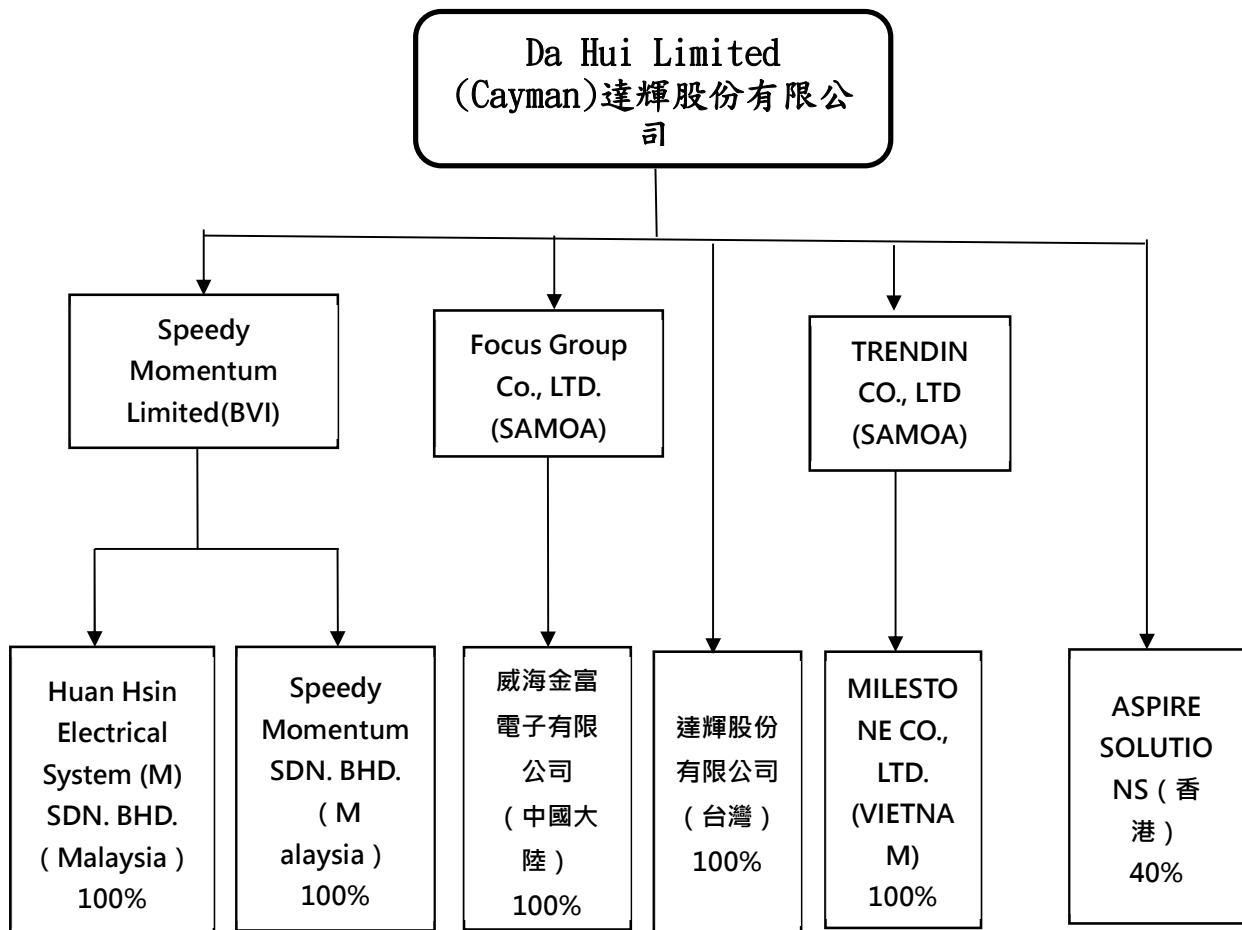 Da Hui Limited
(Cayman)達輝股份有限公
司
Speedy
Momentum
Limited(BVI)
Focus Group
Co., LTD.
(SAMOA)
TRENDIN
CO., LTD
(SAMOA)
Huan Hsin
Electrical
System (M)
SDN. BHD.
（Malaysia）
100%
Speedy
Momentum
SDN. BHD.
（M
alaysia）
100%
威海金富
電子有限
公司
（中國大
陸）
100%
達輝股份
有限公司
（台灣）
100%
MILESTO
NE CO.,
LTD.
(VIETNA
M)
100%
ASPIRE
SOLUTIO
NS（香
港）
40%